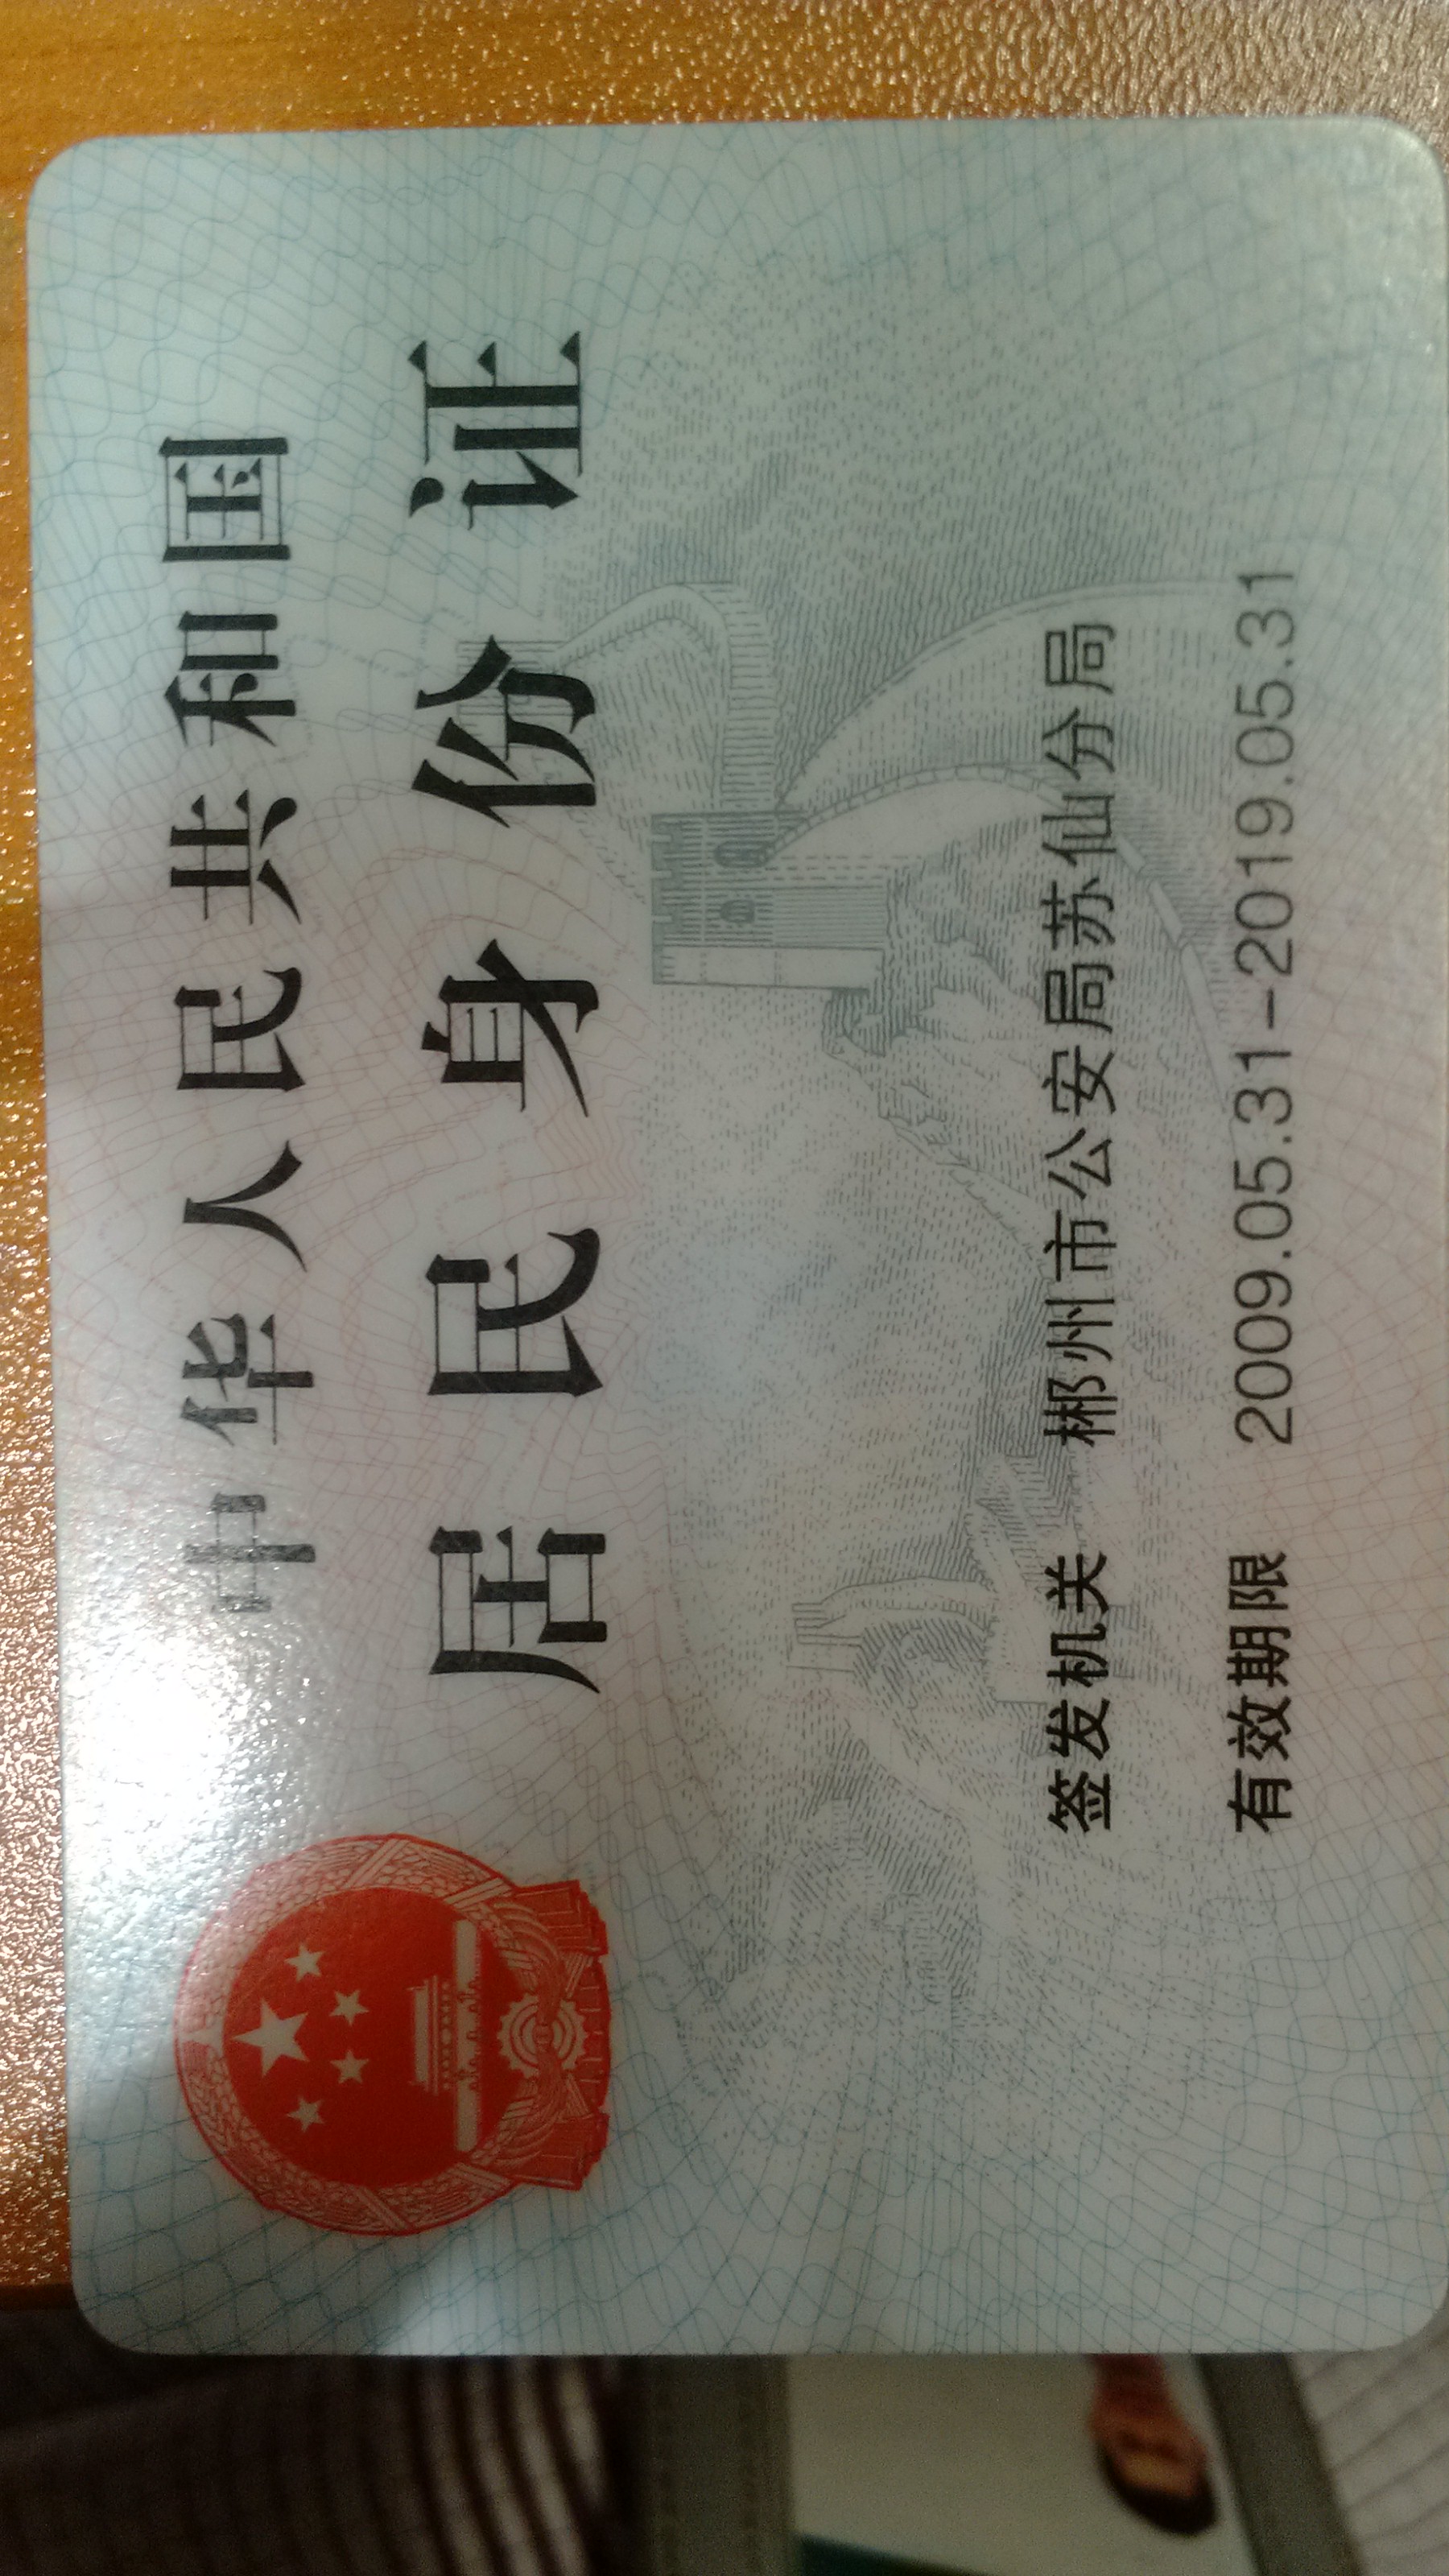 中华人民共和国
居民身份证
签发机关 郴州市公安局苏仙分局
有效期限 2009.05.31-2019.05.31